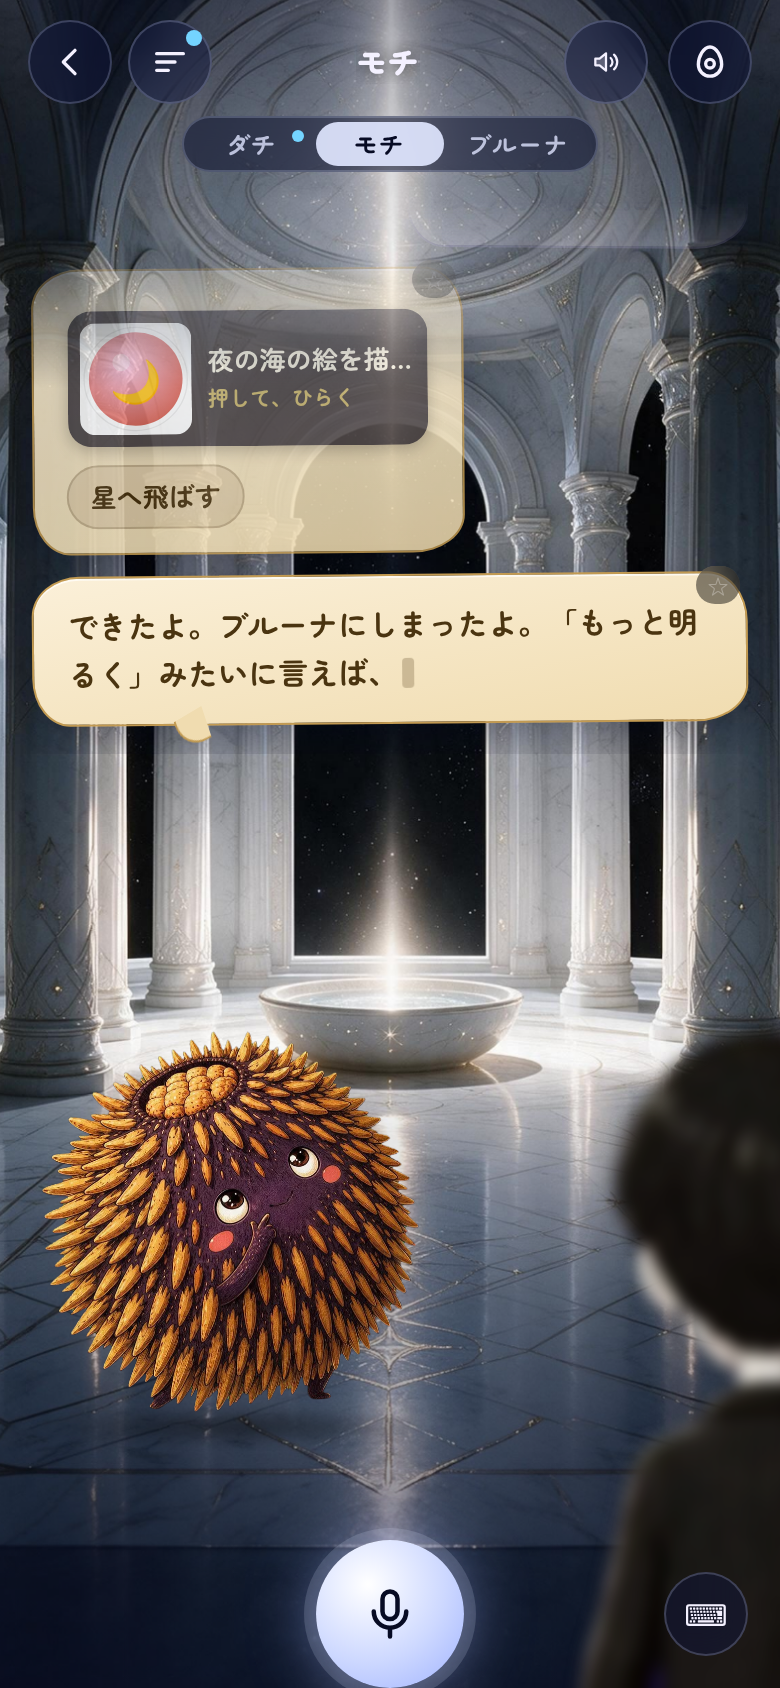 モチ
ダチ
モチ
ブルーナ
夜の海の絵を描...
押して、ひらく
星へ飛ばす
できたよ。ブルーナにしまったよ。「もっと明
るく」みたいに言えば、